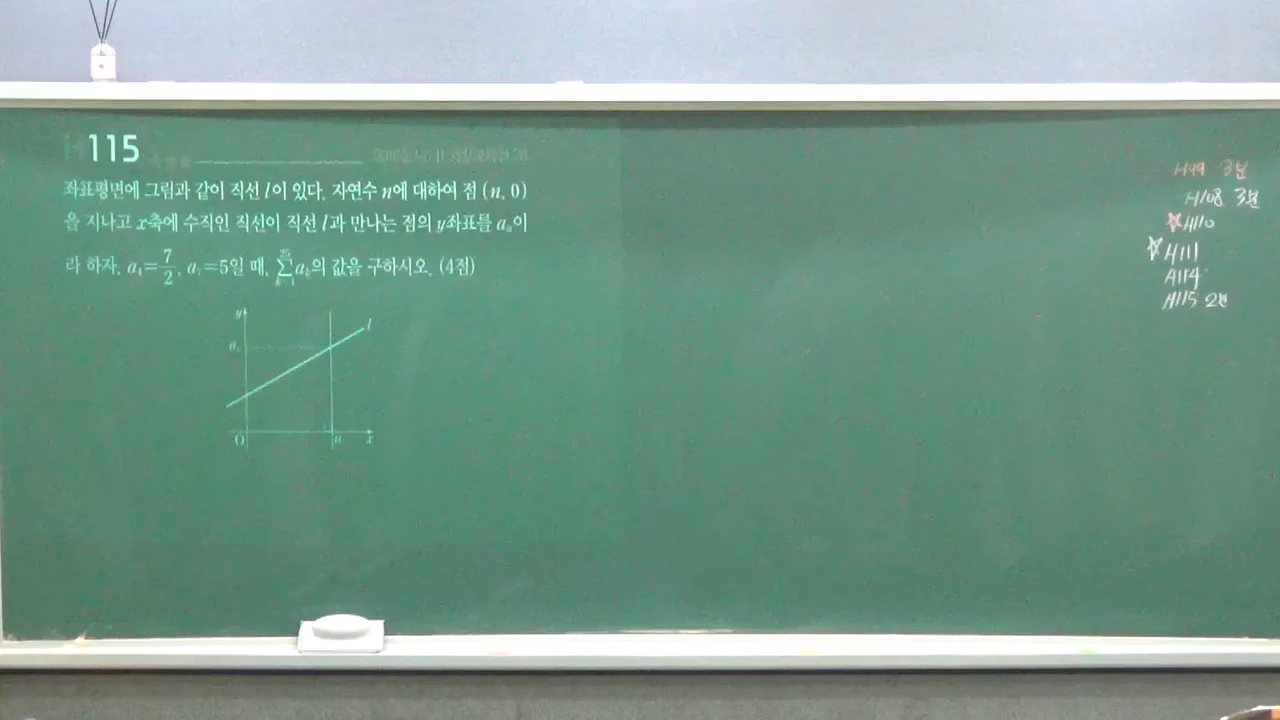 115
좌표평면에 그림과 같이 직선 l이 있다. 자연수 n에 대하여 점 (n, 0)
을 지나고 x축에 수직인 직선이 직선 l과 만나는 점의 y좌표를 aₙ이
라 하자. a₄=7/2, a₇=5일 때, ∑aₖ의 값을 구하시오. (4점)
y
l
O
n
x
H99 3분
H108 3분
☆H110
☆H111
H114
H115 2분